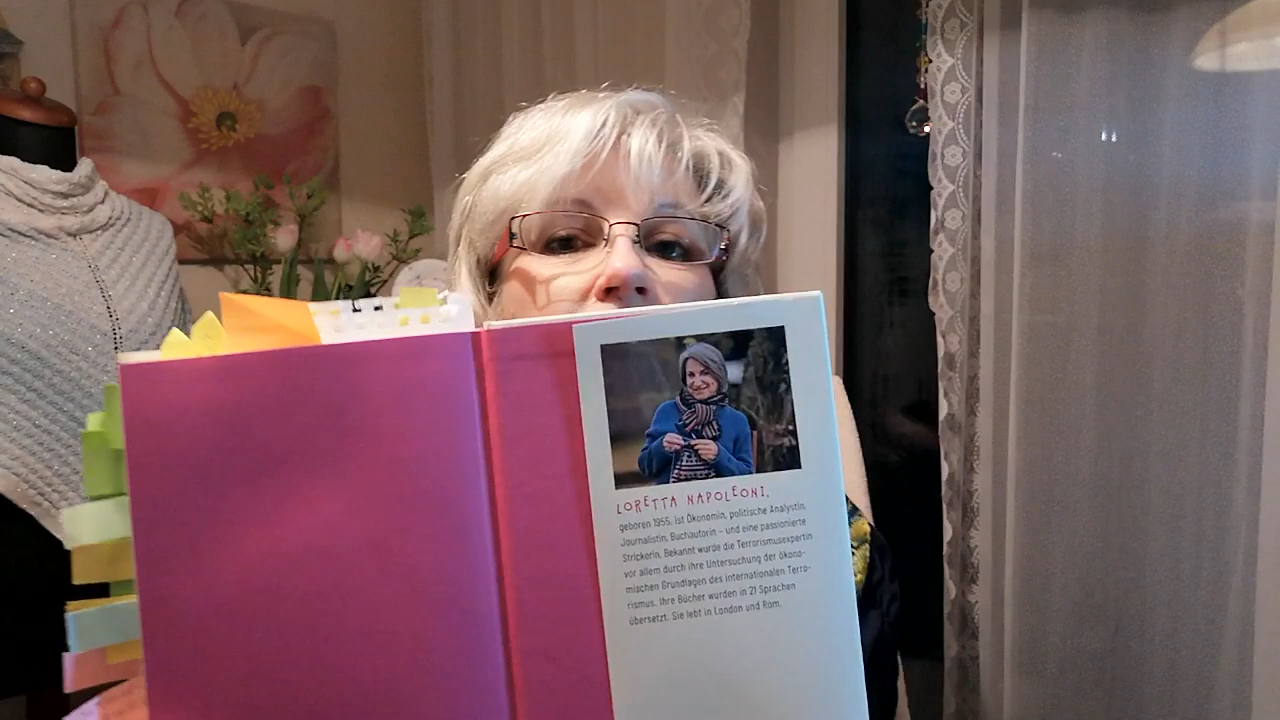 LORETTA NAPOLEONI,
geboren 1955, ist Ökonomin, politische Analystin,
Journalistin, Buchautorin – und eine passionierte
Strickerin. Bekannt wurde die Terrorismusexpertin
vor allem durch ihre Untersuchung der ökono-
mischen Grundlagen des internationalen Terro-
rismus. Ihre Bücher wurden in 21 Sprachen
übersetzt. Sie lebt in London und Rom.